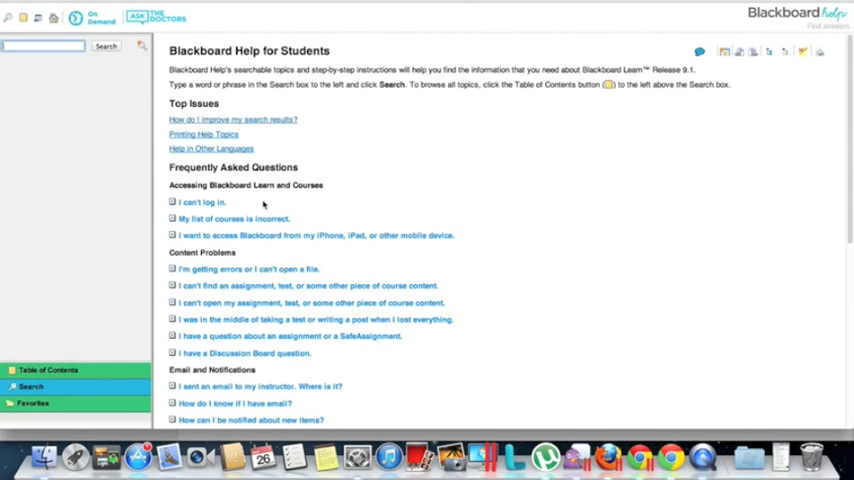 On
Demand
ASK THE DOCTORS
Blackboard help
Find answers
Search
Blackboard Help for Students
Blackboard Help's searchable topics and step-by-step instructions will help you find the information that you need about Blackboard Learn™ Release 9.1.
Type a word or phrase in the Search box to the left and click Search. To browse all topics, click the Table of Contents button ( ) to the left above the Search box.
Top Issues
How do I improve my search results?
Printing Help Topics
Help in Other Languages
Frequently Asked Questions
Accessing Blackboard Learn and Courses
I can't log in.
My list of courses is incorrect.
I want to access Blackboard from my iPhone, iPad, or other mobile device.
Content Problems
I'm getting errors or I can't open a file.
I can't find an assignment, test, or some other piece of course content.
I can't open my assignment, test, or some other piece of course content.
I was in the middle of taking a test or writing a post when I lost everything.
I have a question about an assignment or a SafeAssignment.
I have a Discussion Board question.
Email and Notifications
I sent an email to my instructor. Where is it?
How do I know if I have email?
How can I be notified about new items?
Table of Contents
Search
Favorites
26